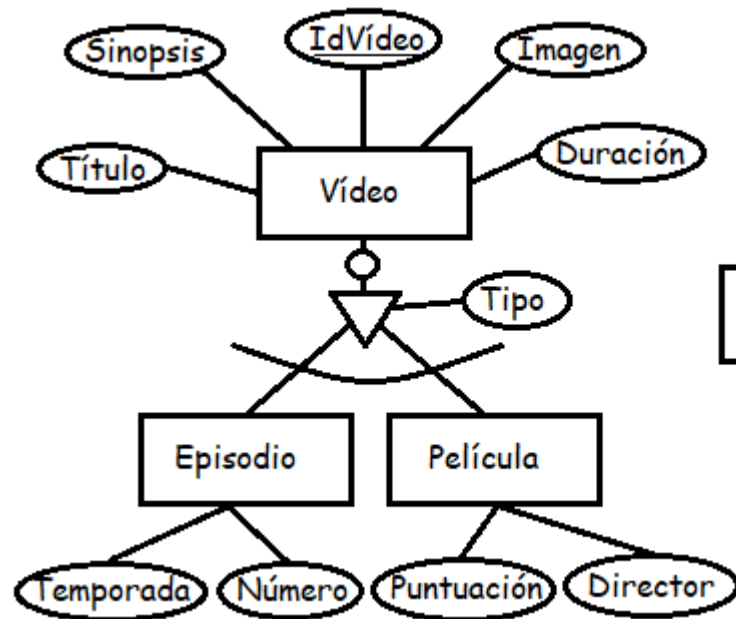 IdVídeo
Sinopsis
Imagen
Título
Duración
Vídeo
Tipo
Episodio
Película
Temporada
Número
Puntuación
Director